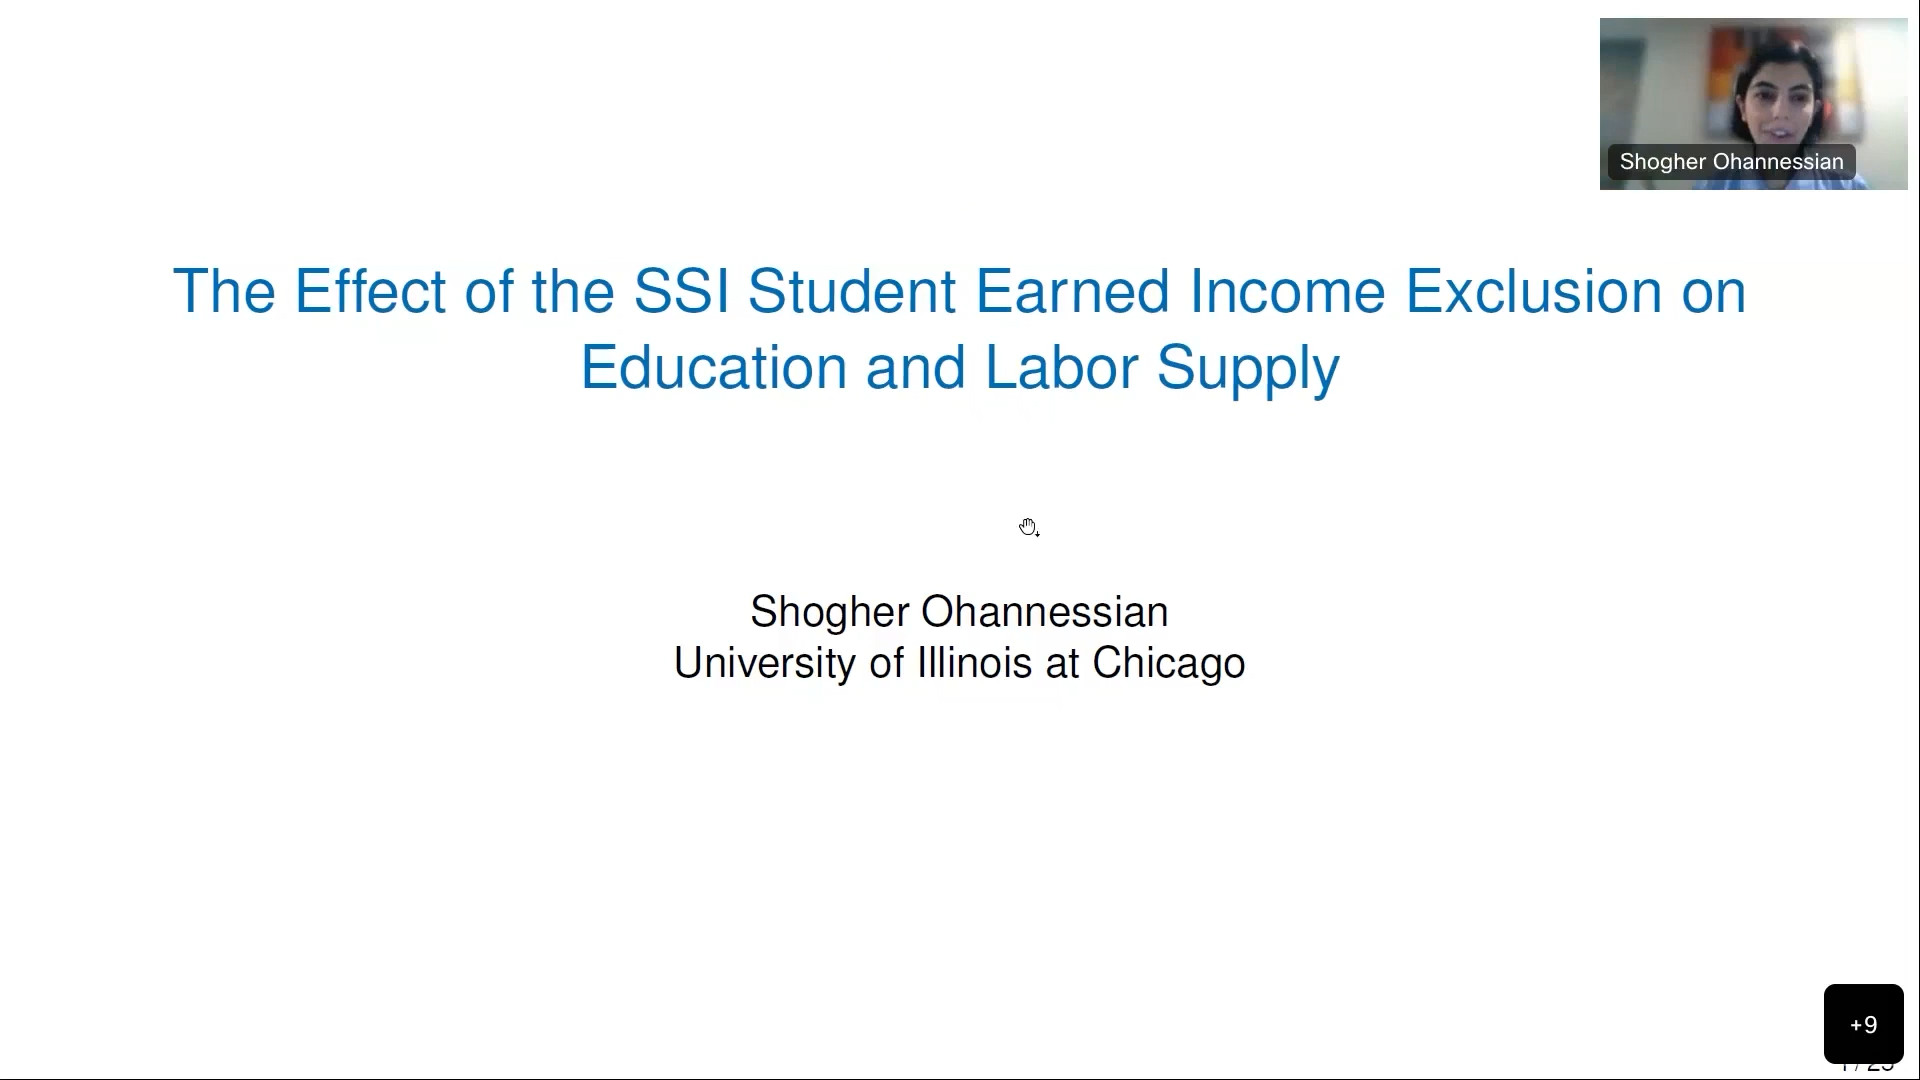 Shogher Ohannessian
The Effect of the SSI Student Earned Income Exclusion on
Education and Labor Supply
Shogher Ohannessian
University of Illinois at Chicago
+9